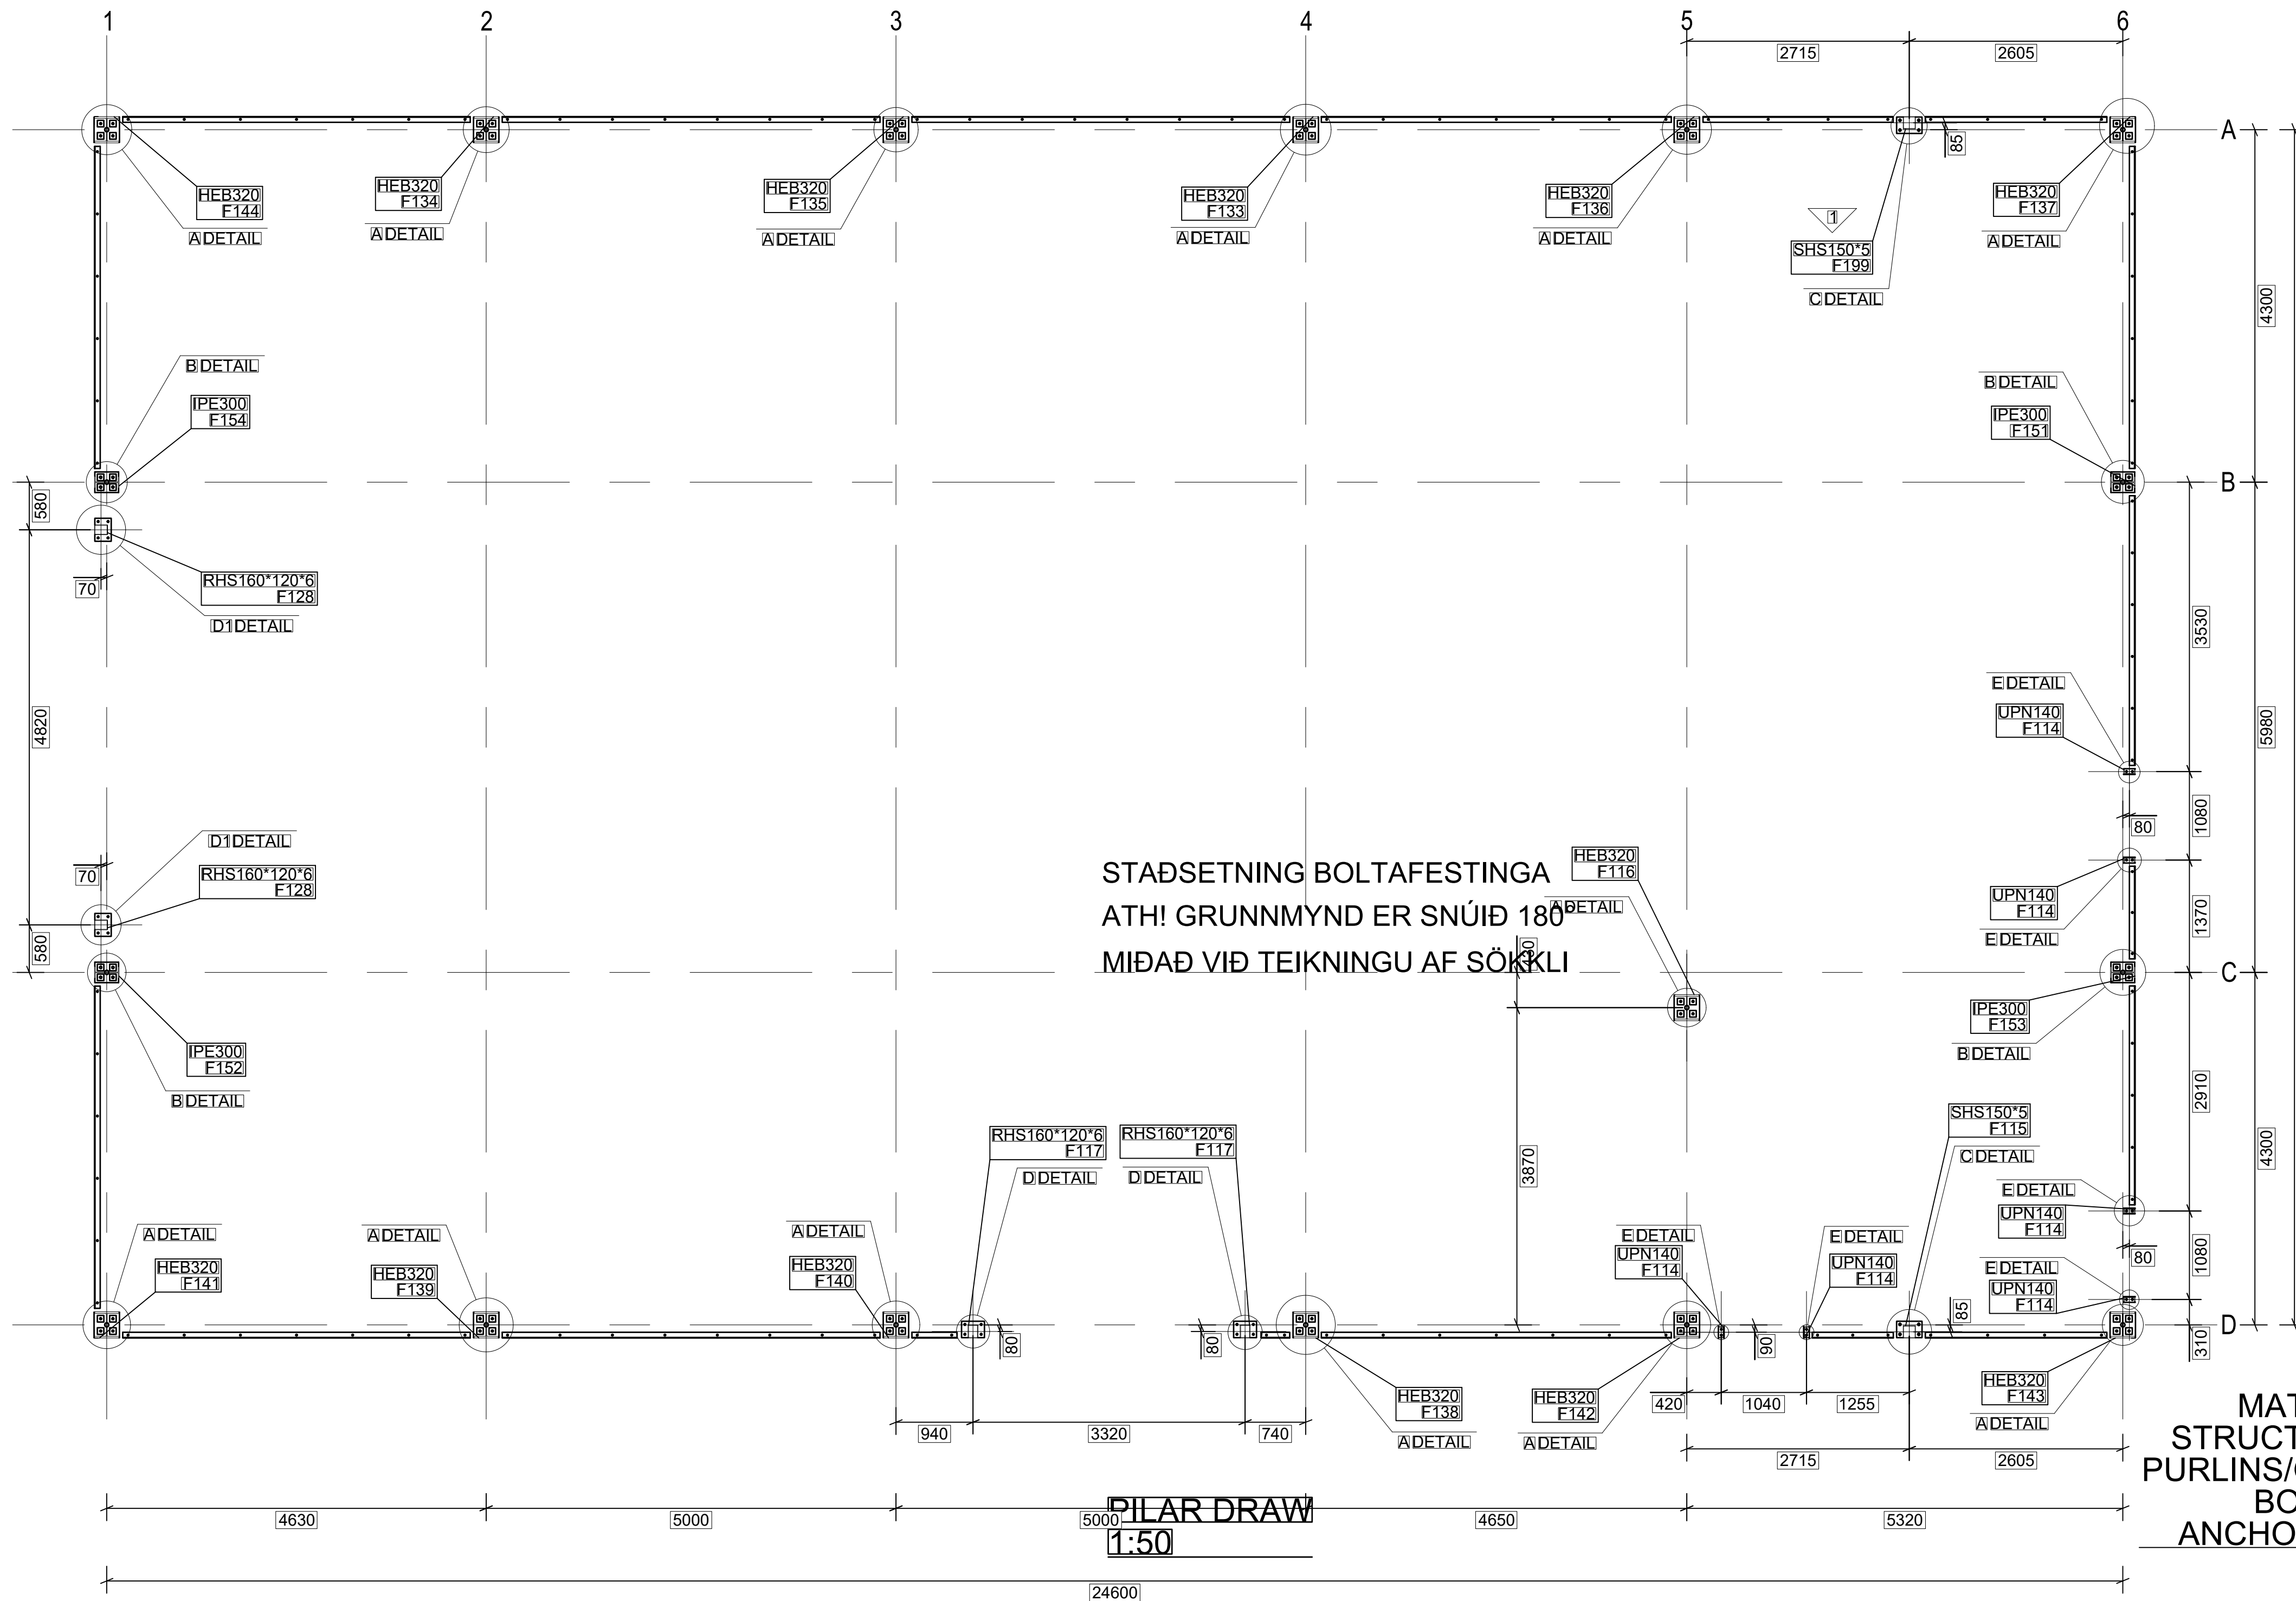 1 2 3 4 5 6
2715 2605
A
85
HEB320
F144
A DETAIL
HEB320
F134
A DETAIL
HEB320
F135
A DETAIL
HEB320
F133
A DETAIL
HEB320
F136
A DETAIL
1
SHS150*5
F199
C DETAIL
HEB320
F137
A DETAIL
4300
B DETAIL
IPE300
F154
B DETAIL
IPE300
F151
B
580
70
RHS160*120*6
F128
D1 DETAIL
3530
4820
5980
E DETAIL
UPN140
F114
1080
80
D1 DETAIL
70
RHS160*120*6
F128
580
STAÐSETNING BOLTAFESTINGA
ATH! GRUNNMYND ER SNÚIÐ 180°
MIÐAÐ VIÐ TEIKNINGU AF SÖKKLI
HEB320
F116
A DETAIL
430
UPN140
F114
E DETAIL
1370
C
IPE300
F152
B DETAIL
IPE300
F153
B DETAIL
2910
4300
3870
RHS160*120*6
F117
D DETAIL
RHS160*120*6
F117
D DETAIL
SHS150*5
F115
C DETAIL
E DETAIL
UPN140
F114
80
1080
A DETAIL
HEB320
F141
A DETAIL
HEB320
F139
A DETAIL
HEB320
F140
E DETAIL
UPN140
F114
E DETAIL
UPN140
F114
E DETAIL
UPN140
F114
85
D
80
80
90
310
HEB320
F138
A DETAIL
HEB320
F142
A DETAIL
HEB320
F143
A DETAIL
420 1040 1255
940 3320 740
2715 2605
MAT
STRUCT
PURLINS/
BO
ANCHO
4630 5000 5000 4650 5320
PILAR DRAW
1:50
24600